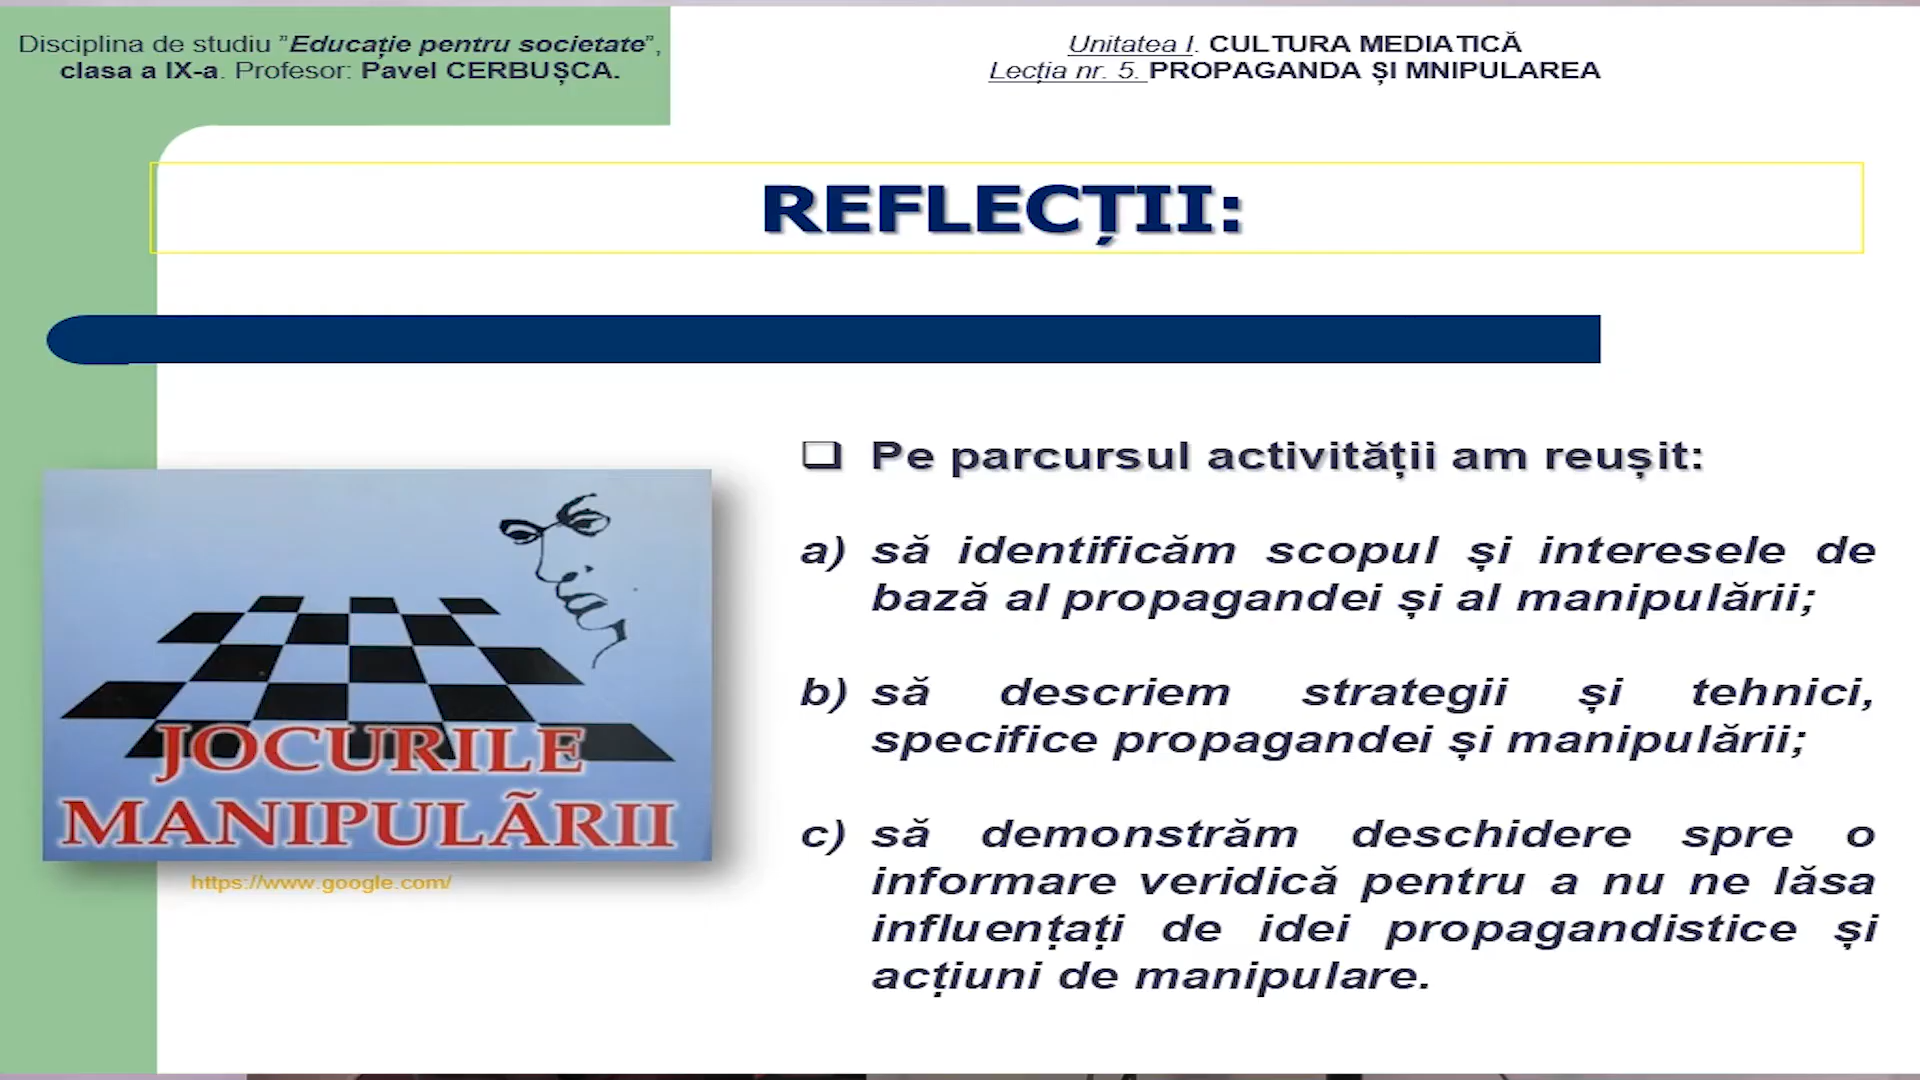 Disciplina de studiu ”Educație pentru societate”,
clasa a IX-a. Profesor: Pavel CERBUȘCA.
Unitatea I. CULTURA MEDIATICĂ
Lecția nr. 5. PROPAGANDA ȘI MNIPULAREA
REFLECȚII:
JOCURILE
MANIPULÃRII
https://www.google.com/
❑ Pe parcursul activității am reușit:
a) să identificăm scopul și interesele de
bază al propagandei și al manipulării;
b) să descriem strategii și tehnici,
specifice propagandei și manipulării;
c) să demonstrăm deschidere spre o
informare veridică pentru a nu ne lăsa
influențați de idei propagandistice și
acțiuni de manipulare.